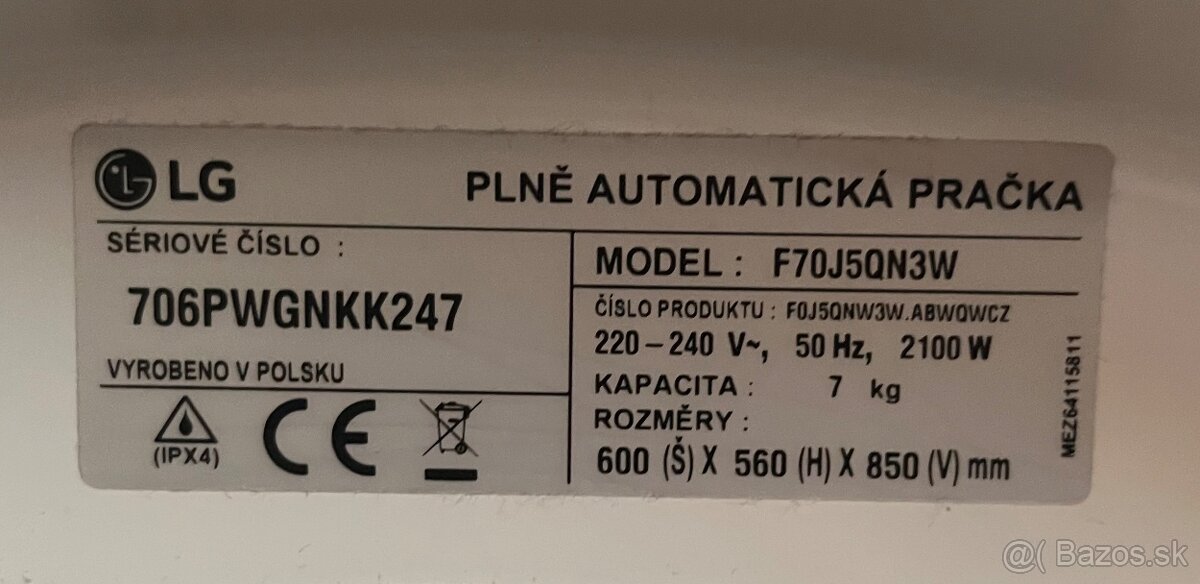 LG
PLNĚ AUTOMATICKÁ PRAČKA
SÉRIOVÉ ČÍSLO :
706PWGNKK247
VYROBENO V POLSKU
(IPX4)
CE
MODEL : F70J5QN3W
ČÍSLO PRODUKTU : F0J5QNW3W.ABWQWCZ
220–240 V~, 50 Hz, 2100 W
KAPACITA : 7 kg
ROZMĚRY :
600 (Š) X 560 (H) X 850 (V) mm
MEZ64115811
@( Bazos.sk